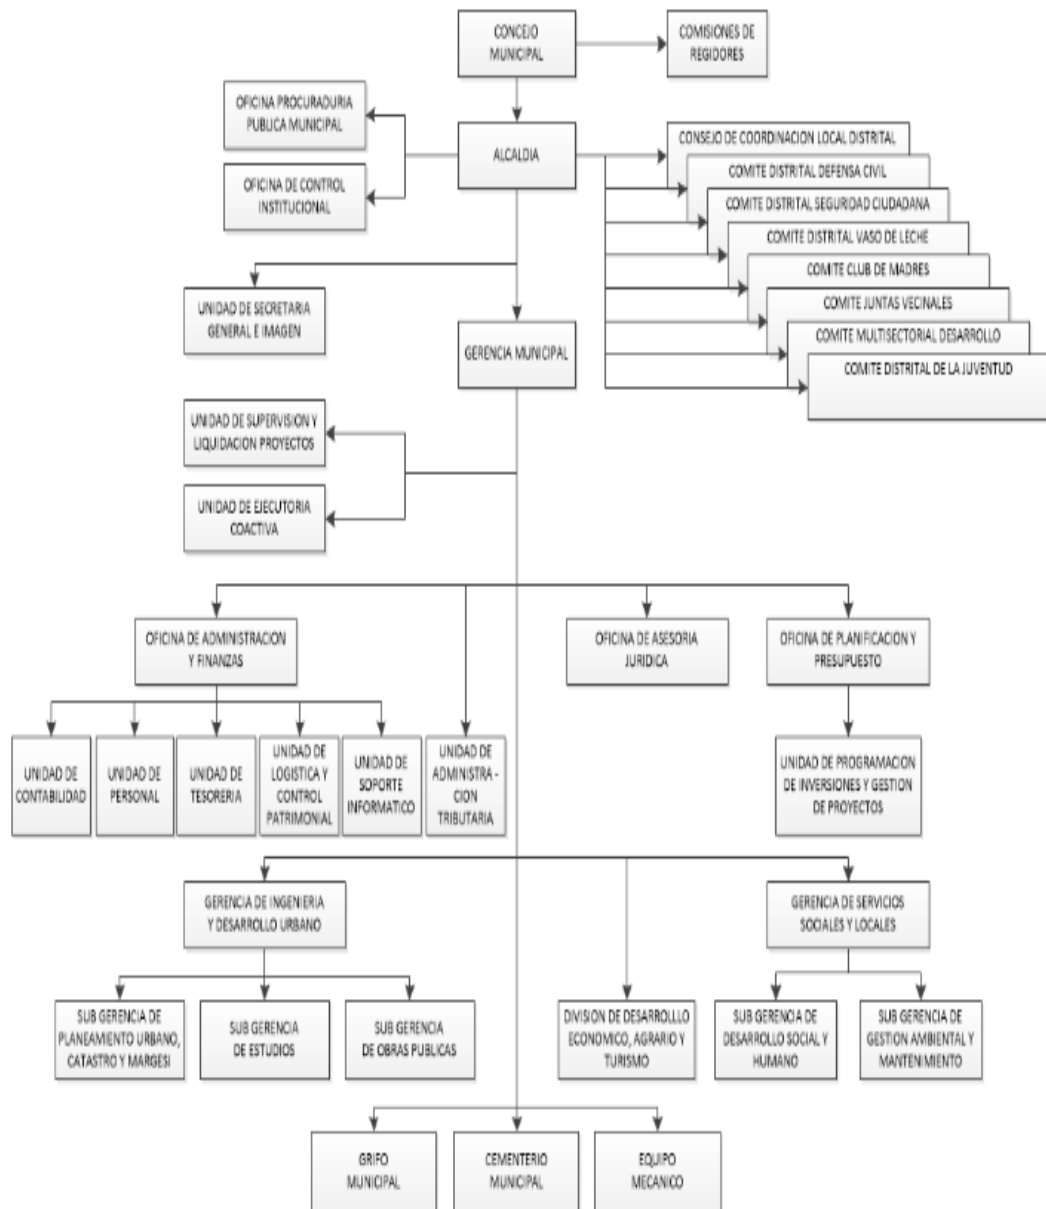 CONCEJO
MUNICIPAL
COMISIONES DE
REGIDORES
OFICINA PROCURADURIA
PUBLICA MUNICIPAL
ALCALDIA
OFICINA DE CONTROL
INSTITUCIONAL
CONSEJO DE COORDINACION LOCAL DISTRITAL
COMITE DISTRITAL DEFENSA CIVIL
COMITE DISTRITAL SEGURIDAD CIUDADANA
COMITE DISTRITAL VASO DE LECHE
COMITE CLUB DE MADRES
COMITE JUNTAS VECINALES
COMITE MULTISECTORIAL DESARROLLO
COMITE DISTRITAL DE LA JUVENTUD
UNIDAD DE SECRETARIA
GENERAL E IMAGEN
GERENCIA MUNICIPAL
UNIDAD DE SUPERVISION Y
LIQUIDACION PROYECTOS
UNIDAD DE EJECUTORIA
COACTIVA
OFICINA DE ADMINISTRACION
Y FINANZAS
OFICINA DE ASESORIA
JURIDICA
OFICINA DE PLANIFICACION Y
PRESUPUESTO
UNIDAD DE
CONTABILIDAD
UNIDAD DE
PERSONAL
UNIDAD DE
TESORERIA
UNIDAD DE
LOGISTICA Y
CONTROL
PATRIMONIAL
UNIDAD DE
SOPORTE
INFORMATICO
UNIDAD DE
ADMINISTRA -
CION
TRIBUTARIA
UNIDAD DE PROGRAMACION
DE INVERSIONES Y GESTION
DE PROYECTOS
GERENCIA DE INGENIERIA
Y DESARROLLO URBANO
GERENCIA DE SERVICIOS
SOCIALES Y LOCALES
SUB GERENCIA DE
PLANEAMIENTO URBANO,
CATASTRO Y MARGESI
SUB GERENCIA
DE ESTUDIOS
SUB GERENCIA
DE OBRAS PUBLICAS
DIVISION DE DESARROLLLO
ECONOMICO, AGRARIO Y
TURISMO
SUB GERENCIA DE
DESARROLLO SOCIAL Y
HUMANO
SUB GERENCIA DE
GESTION AMBIENTAL Y
MANTENIMIENTO
GRIFO
MUNICIPAL
CEMENTERIO
MUNICIPAL
EQUIPO
MECANICO